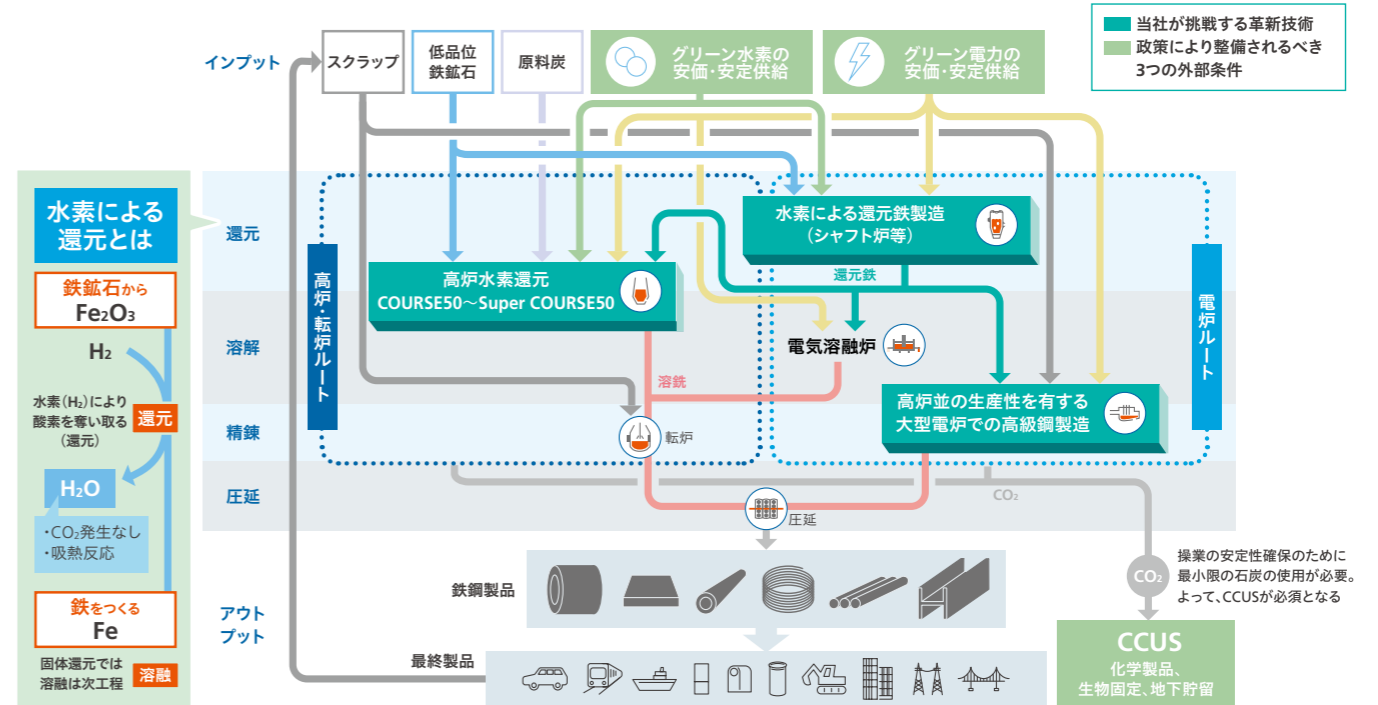 当社が挑戦する革新技術
政策により整備されるべき
3つの外部条件
インプット
スクラップ
低品位
鉄鉱石
原料炭
グリーン水素の
安価・安定供給
グリーン電力の
安価・安定供給
水素による
還元とは
鉄鉱石から
Fe₂O₃
H₂
水素(H₂)により
酸素を奪い取る
(還元)
還元
H₂O
・CO₂発生なし
・吸熱反応
鉄をつくる
Fe
固体還元では
溶融は次工程
溶融
還元
溶解
精錬
圧延
アウト
プット
高炉・転炉ルート
電炉ルート
水素による還元鉄製造
(シャフト炉等)
還元鉄
高炉水素還元
COURSE50～Super COURSE50
電気溶融炉
溶銑
高炉並の生産性を有する
大型電炉での高級鋼製造
転炉
CO₂
圧延
鉄鋼製品
最終製品
CO₂
操業の安定性確保のために
最小限の石炭の使用が必要。
よって、CCUSが必須となる
CCUS
化学製品、
生物固定、地下貯留